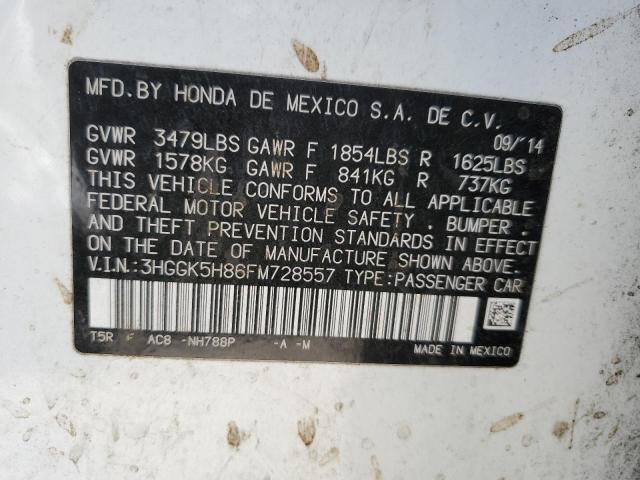 MFD.BY HONDA DE MEXICO S.A. DE C.V.
09/14
GVWR 3479LBS GAWR F 1854LBS R 1625LBS
GVWR 1578KG GAWR F 841KG R 737KG
THIS VEHICLE CONFORMS TO ALL APPLICABLE
FEDERAL MOTOR VEHICLE SAFETY . BUMPER .
AND THEFT PREVENTION STANDARDS IN EFFECT
ON THE DATE OF MANUFACTURE SHOWN ABOVE.
V.I.N.:3HGGK5H86FM728557 TYPE:PASSENGER CAR
T5R F AC8 -NH788P -A -M MADE IN MEXICO